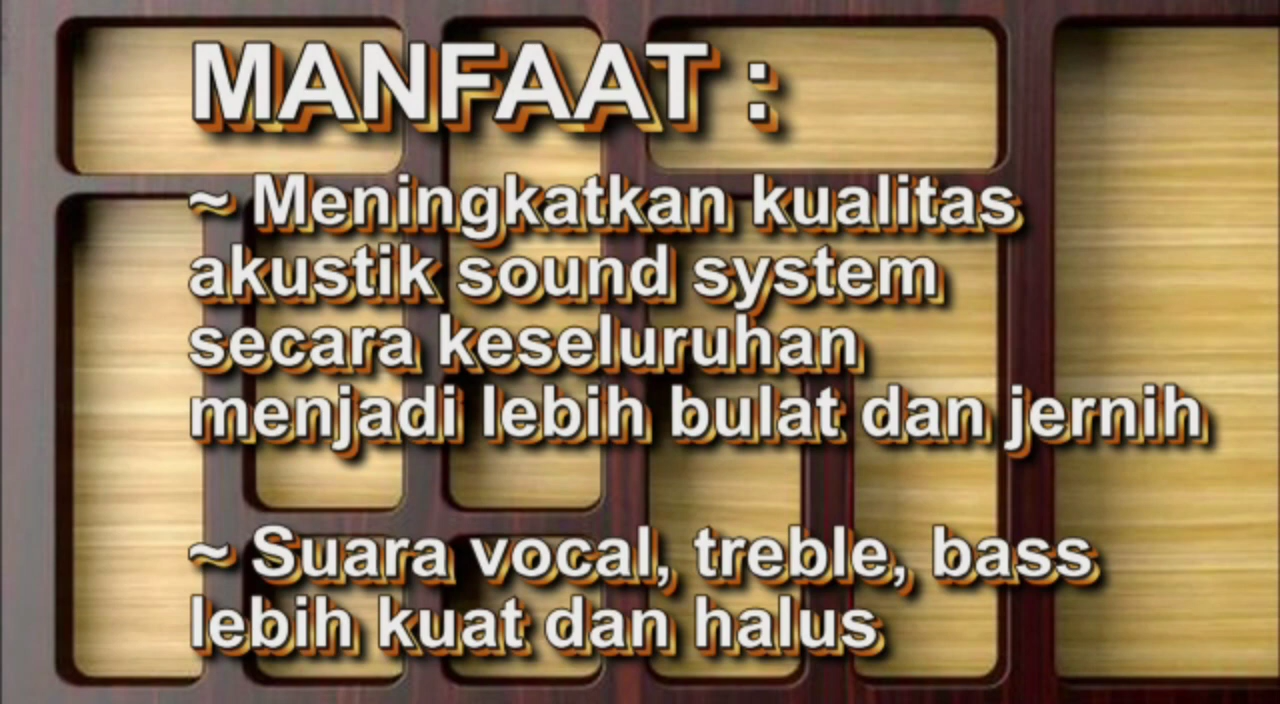 MANFAAT :
~ Meningkatkan kualitas
akustik sound system
secara keseluruhan
menjadi lebih bulat dan jernih
~ Suara vocal, treble, bass
lebih kuat dan halus